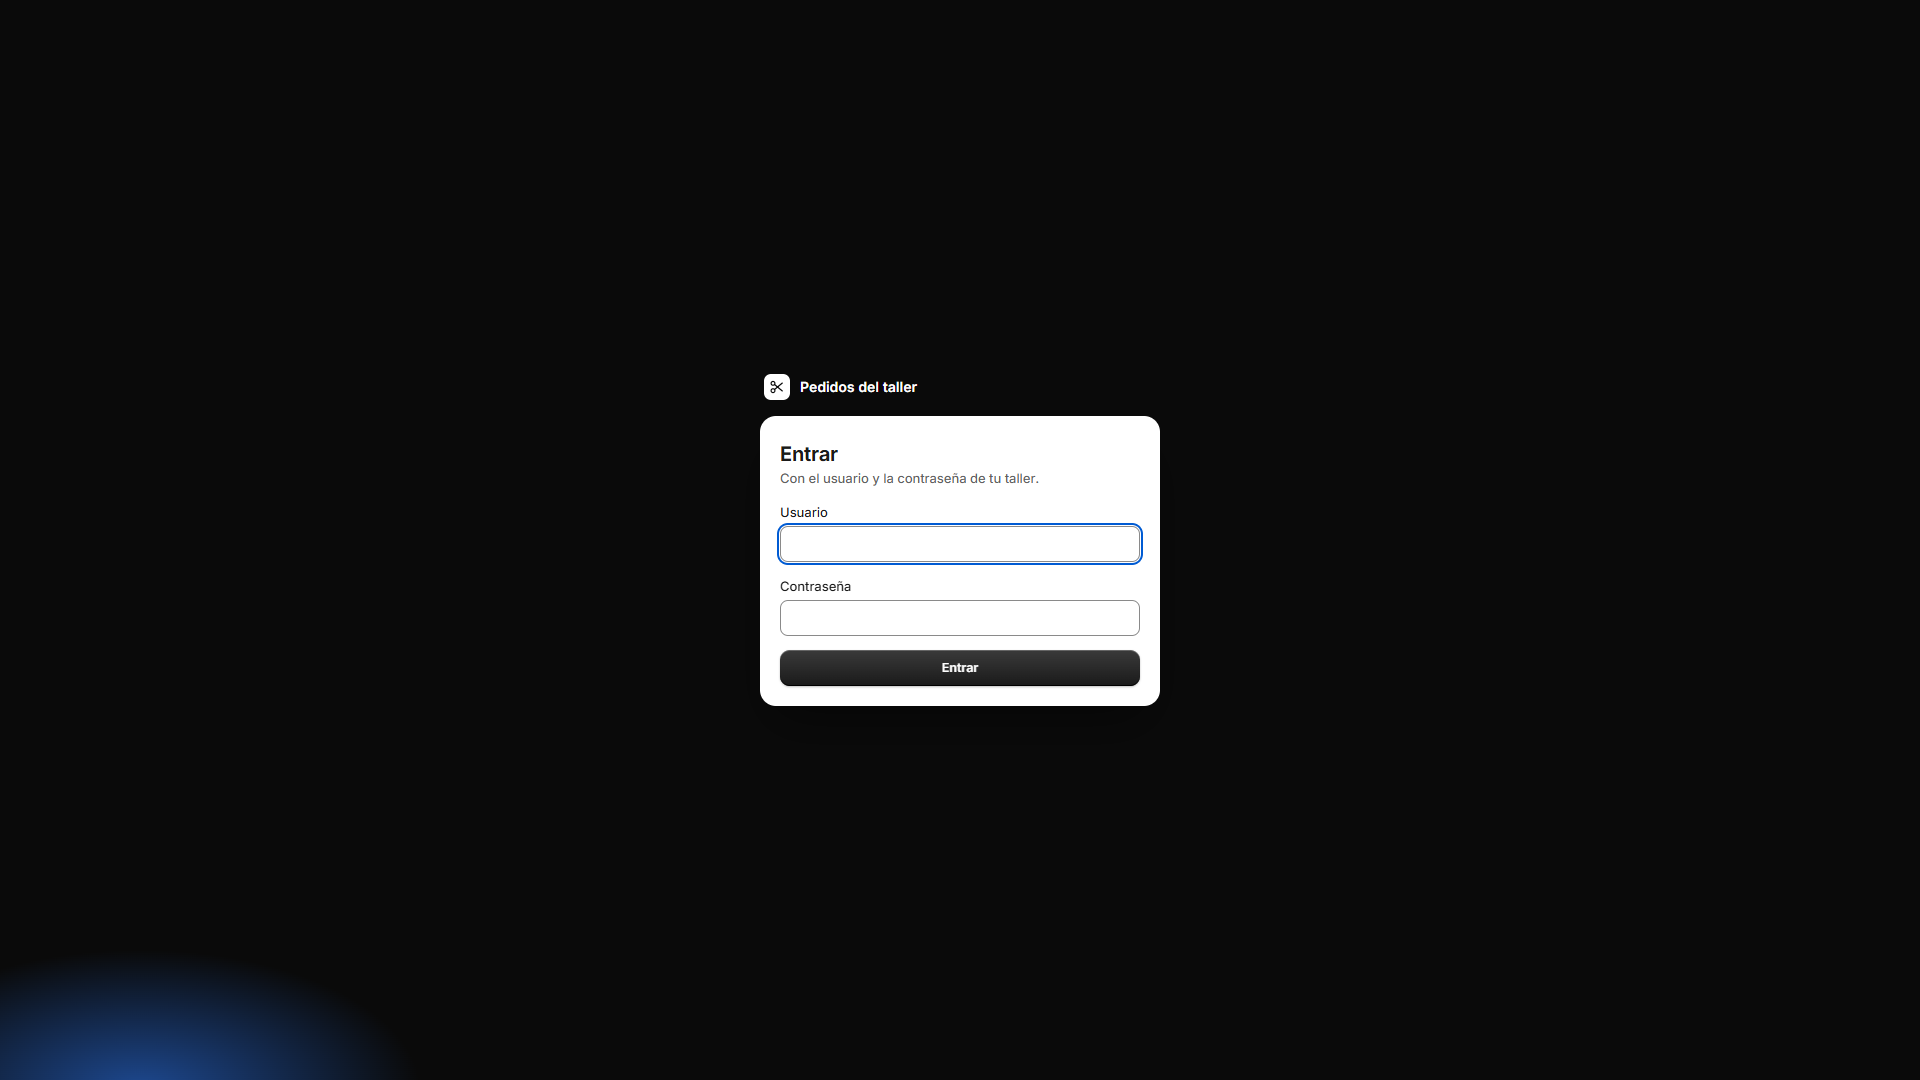 Pedidos del taller
Entrar
Con el usuario y la contraseña de tu taller.
Usuario
Contraseña
Entrar